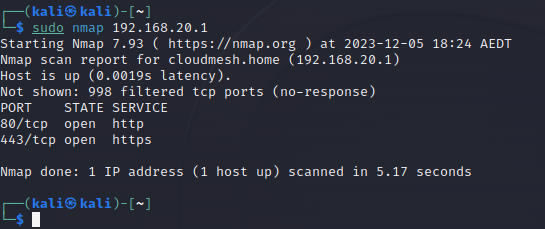 ┌──(kali㉿kali)-[~]
└─$ sudo nmap 192.168.20.1
Starting Nmap 7.93 ( https://nmap.org ) at 2023-12-05 18:24 AEDT
Nmap scan report for cloudmesh.home (192.168.20.1)
Host is up (0.0019s latency).
Not shown: 998 filtered tcp ports (no-response)
PORT    STATE SERVICE
80/tcp  open  http
443/tcp open  https
Nmap done: 1 IP address (1 host up) scanned in 5.17 seconds
┌──(kali㉿kali)-[~]
└─$